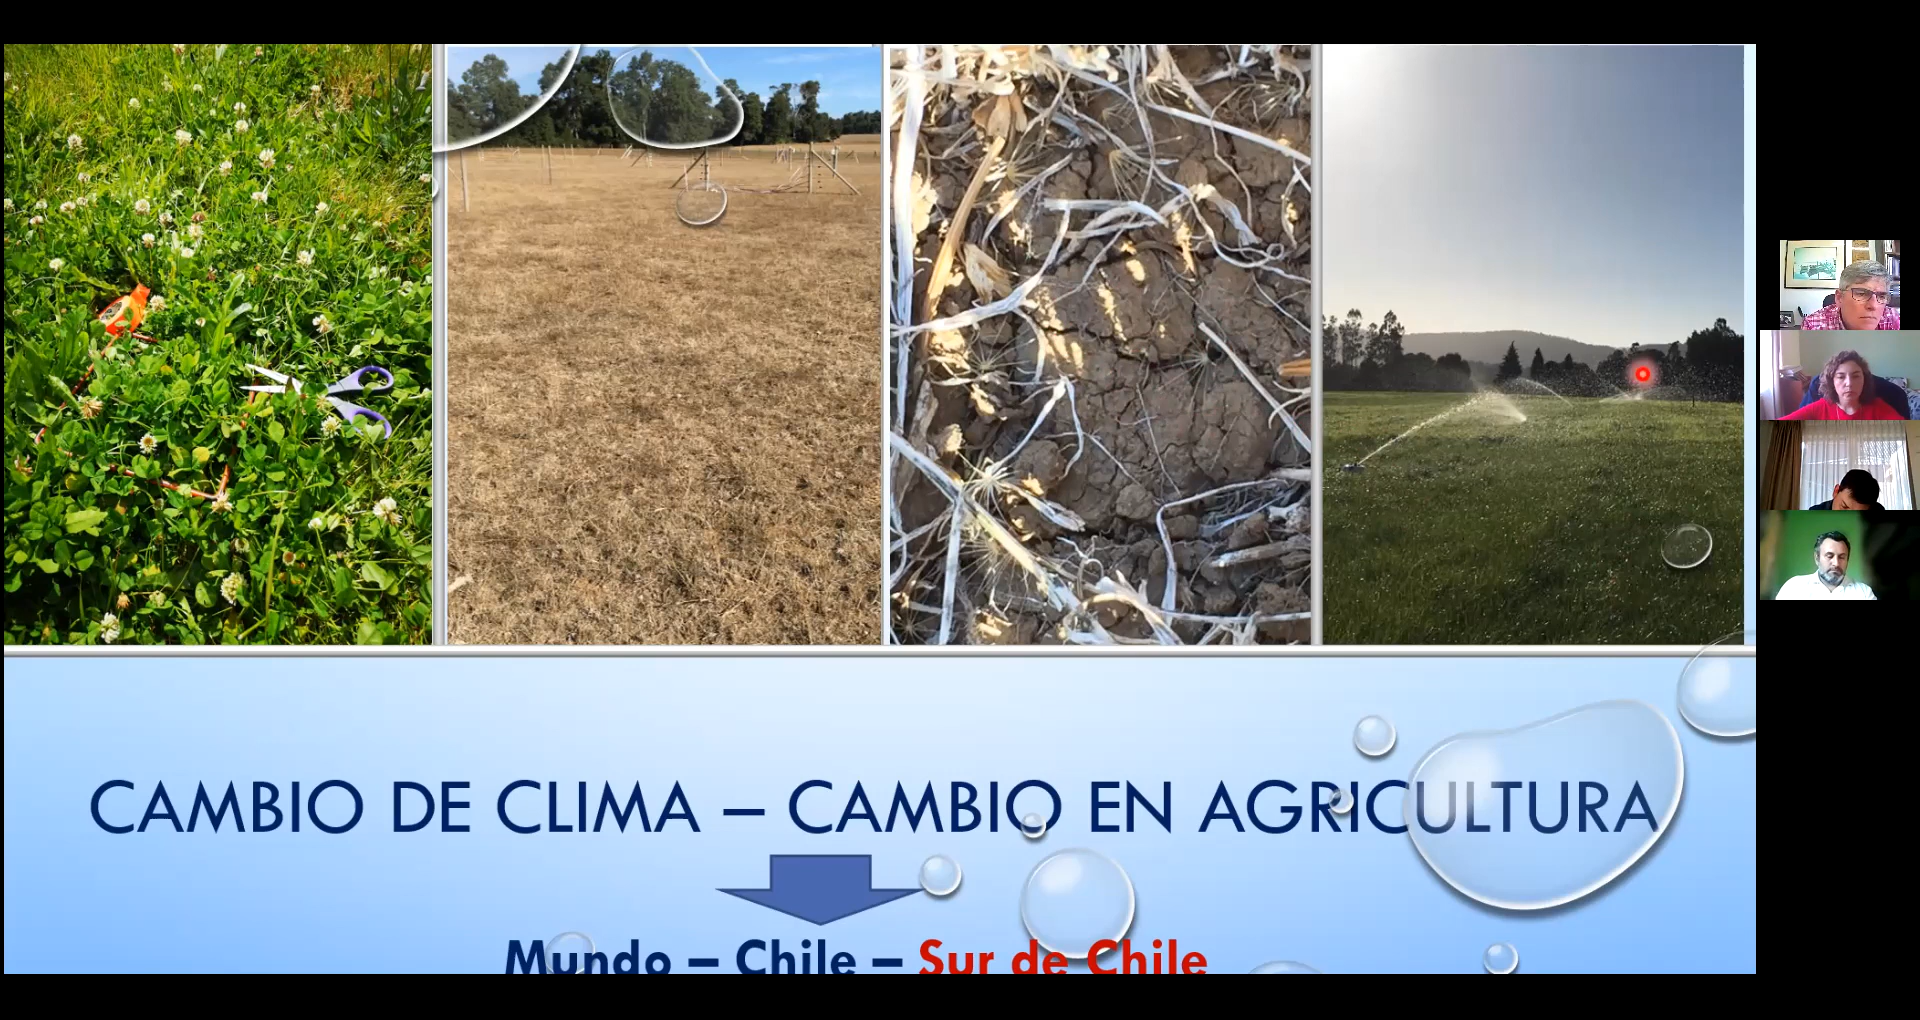 CAMBIO DE CLIMA – CAMBIO EN AGRICULTURA
Mundo – Chile – Sur de Chile